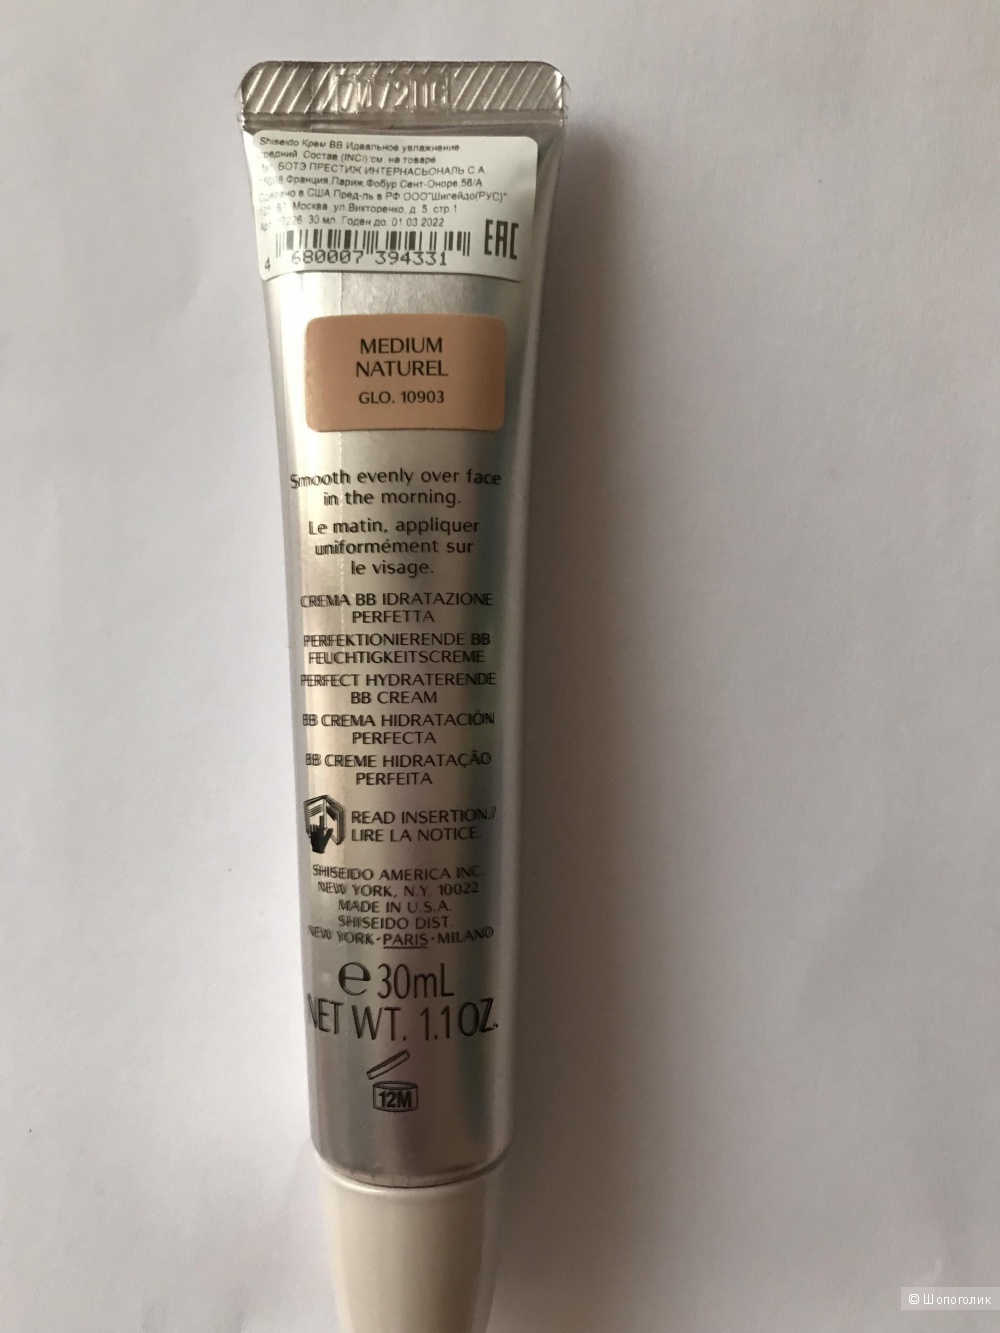 Shiseido Крем BB Идеальное увлажнение
Состав (INCI) см. на товаре
БОТЭ ПРЕСТИЖ ИНТЕРНАСЬОНАЛЬ С.А.
Франция.Париж.Фобур Сент-Оноре.56/А
в США.Пред-ль в РФ ООО"Шисейдо(РУС)"
Москва. ул.Викторенко. д. 5. стр.1
30 мл. Годен до: 01.03.2022
EAC
4 680007 394331
MEDIUM
NATUREL
GLO. 10903
Smooth evenly over face
in the morning.
Le matin, appliquer
uniformément sur
le visage.
CREMA BB IDRATAZIONE
PERFETTA
PERFEKTIONIERENDE BB
FEUCHTIGKEITSCREME
PERFECT HYDRATERENDE
BB CREAM
BB CREMA HIDRATACIÓN
PERFECTA
BB CREME HIDRATAÇÃO
PERFEITA
READ INSERTION//
LIRE LA NOTICE.
SHISEIDO AMERICA INC.
NEW YORK, N.Y. 10022
MADE IN U.S.A.
SHISEIDO DIST.
NEW YORK·PARIS·MILANO
e 30mL
NET WT. 1.1OZ.
12M
© Шопоголик